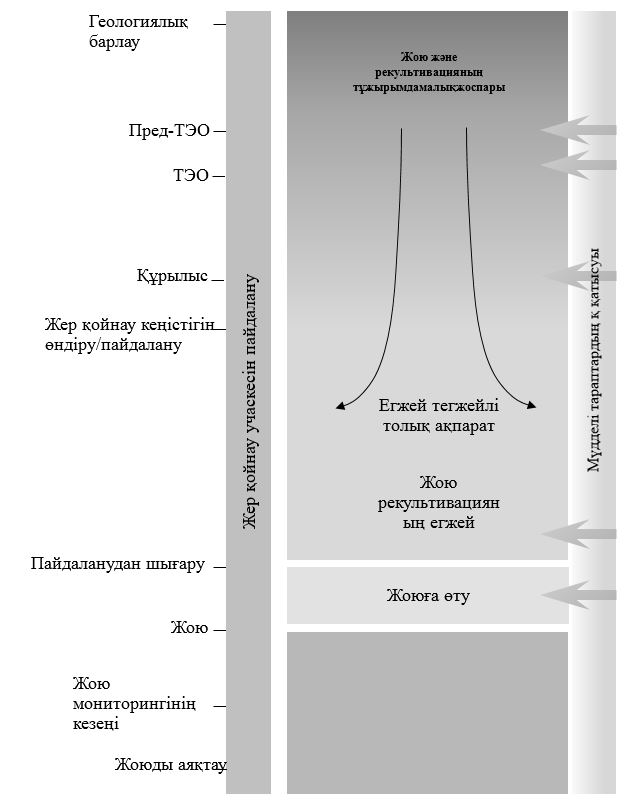 Геологиялық
барлау
Пред-ТЭО
ТЭО
Құрылыс
Жер қойнау кеңістігін
өндіру/пайдалану
Пайдаланудан шығару
Жою
Жою
мониторингінің
кезеңі
Жоюды аяқтау
Жер қойнау учаскесін пайдалану
Жою және
рекультивацияның
тұжырымдамалықжоспары
Егжей тегжейлі
толық ақпарат
Жою
рекультивациян
ың егжей
Жоюға өту
Мүдделі тараптардың қ қатысуы